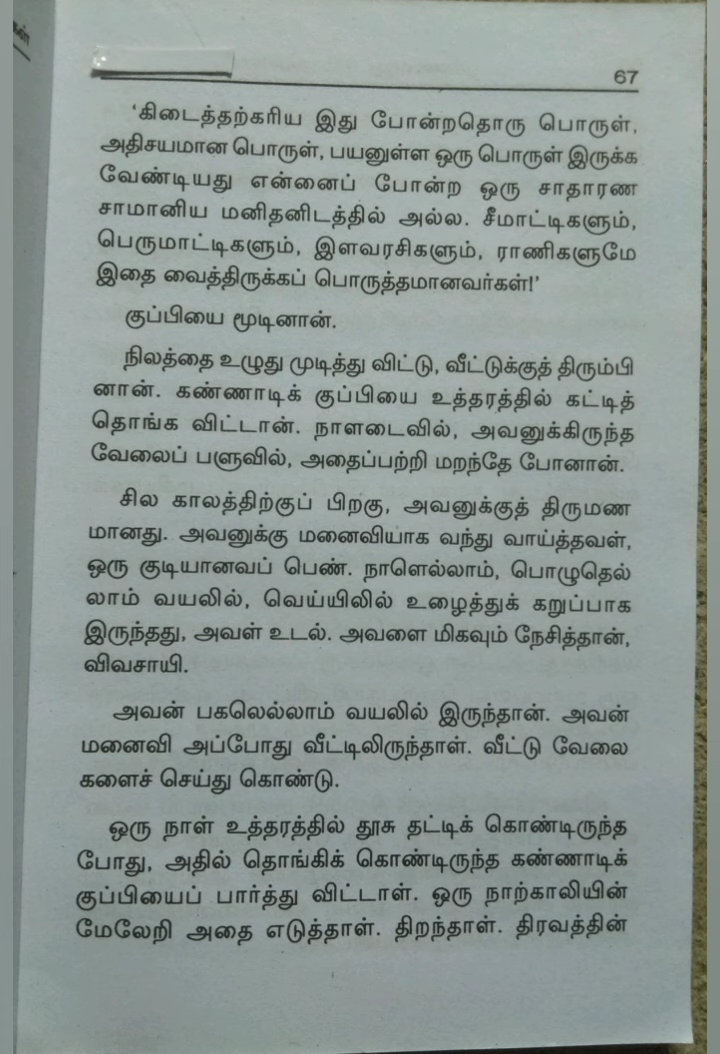 67
'கிடைத்தற்கரிய இது போன்றதொரு பொருள்,
அதிசயமான பொருள், பயனுள்ள ஒரு பொருள் இருக்க
வேண்டியது என்னைப் போன்ற ஒரு சாதாரண
சாமானிய மனிதனிடத்தில் அல்ல. சீமாட்டிகளும்,
பெருமாட்டிகளும், இளவரசிகளும், ராணிகளுமே
இதை வைத்திருக்கப் பொருத்தமானவர்கள்!'
குப்பியை மூடினான்.
நிலத்தை உழுது முடித்து விட்டு, வீட்டுக்குத் திரும்பி
னான். கண்ணாடிக் குப்பியை உத்தரத்தில் கட்டித்
தொங்க விட்டான். நாளடைவில், அவனுக்கிருந்த
வேலைப் பளுவில், அதைப்பற்றி மறந்தே போனான்.
சில காலத்திற்குப் பிறகு, அவனுக்குத் திருமண
மானது. அவனுக்கு மனைவியாக வந்து வாய்த்தவள்,
ஒரு குடியானவப் பெண். நாளெல்லாம், பொழுதெல்
லாம் வயலில், வெய்யிலில் உழைத்துக் கறுப்பாக
இருந்தது, அவள் உடல். அவளை மிகவும் நேசித்தான்,
விவசாயி.
அவன் பகலெல்லாம் வயலில் இருந்தான். அவன்
மனைவி அப்போது வீட்டிலிருந்தாள். வீட்டு வேலை
களைச் செய்து கொண்டு.
ஒரு நாள் உத்தரத்தில் தூசு தட்டிக் கொண்டிருந்த
போது, அதில் தொங்கிக் கொண்டிருந்த கண்ணாடிக்
குப்பியைப் பார்த்து விட்டாள். ஒரு நாற்காலியின்
மேலேறி அதை எடுத்தாள். திறந்தாள். திரவத்தின்